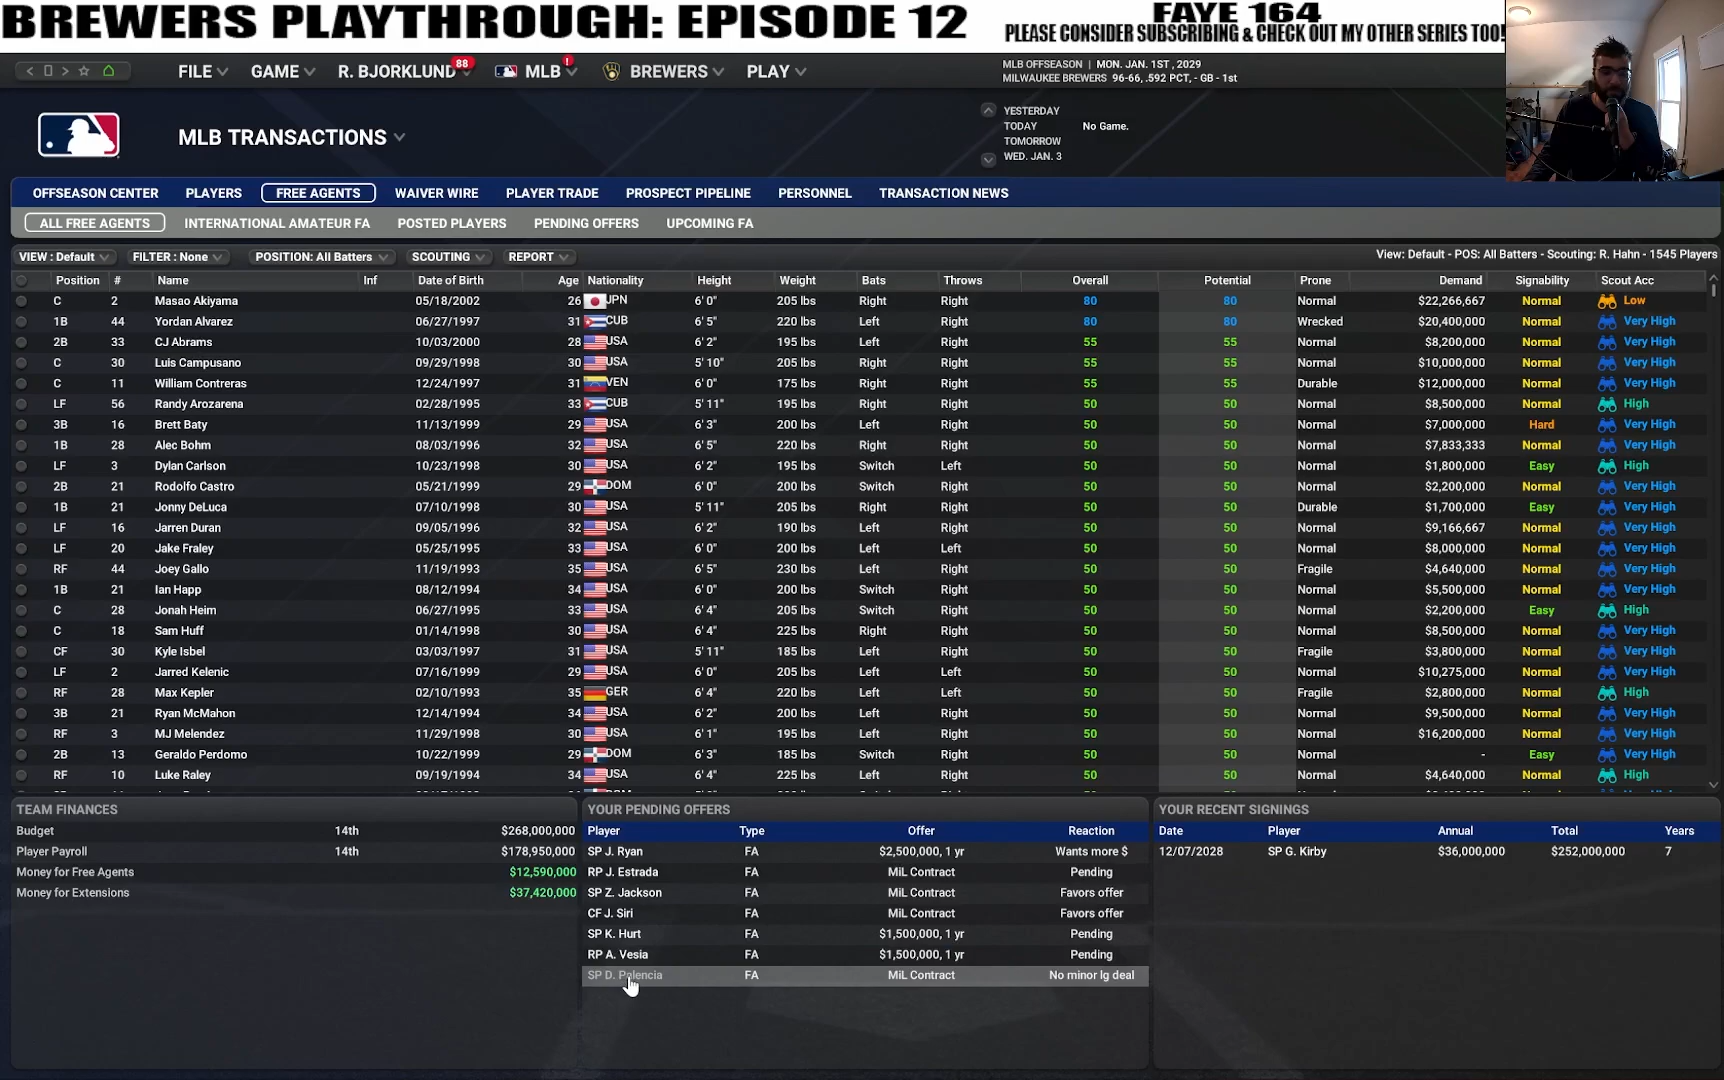 BREWERS PLAYTHROUGH: EPISODE 12
FAYE 164
PLEASE CONSIDER SUBSCRIBING & CHECK OUT MY OTHER SERIES TOO!
FILE GAME R. BJORKLUND 88 MLB ! BREWERS PLAY
MLB OFFSEASON | MON. JAN. 1ST, 2029
MILWAUKEE BREWERS 96-66, .592 PCT, - GB - 1st
MLB TRANSACTIONS
YESTERDAY
TODAY No Game.
TOMORROW
WED. JAN. 3
OFFSEASON CENTER PLAYERS FREE AGENTS WAIVER WIRE PLAYER TRADE PROSPECT PIPELINE PERSONNEL TRANSACTION NEWS
ALL FREE AGENTS INTERNATIONAL AMATEUR FA POSTED PLAYERS PENDING OFFERS UPCOMING FA
VIEW : Default FILTER : None POSITION: All Batters SCOUTING REPORT View: Default - POS: All Batters - Scouting: R. Hahn - 1545 Players
Position # Name Inf Date of Birth Age Nationality Height Weight Bats Throws Overall Potential Prone Demand Signability Scout Acc
C 2 Masao Akiyama 05/18/2002 26 JPN 6' 0" 205 lbs Right Right 80 80 Normal $22,266,667 Normal Low
1B 44 Yordan Alvarez 06/27/1997 31 CUB 6' 5" 220 lbs Left Right 80 80 Wrecked $20,400,000 Normal Very High
2B 33 CJ Abrams 10/03/2000 28 USA 6' 2" 195 lbs Left Right 55 55 Normal $8,200,000 Normal Very High
C 30 Luis Campusano 09/29/1998 30 USA 5' 10" 205 lbs Right Right 55 55 Normal $10,000,000 Normal Very High
C 11 William Contreras 12/24/1997 31 VEN 6' 0" 175 lbs Right Right 55 55 Durable $12,000,000 Normal Very High
LF 56 Randy Arozarena 02/28/1995 33 CUB 5' 11" 195 lbs Right Right 50 50 Normal $8,500,000 Normal High
3B 16 Brett Baty 11/13/1999 29 USA 6' 3" 200 lbs Left Right 50 50 Normal $7,000,000 Hard Very High
1B 28 Alec Bohm 08/03/1996 32 USA 6' 5" 220 lbs Right Right 50 50 Normal $7,833,333 Normal Very High
LF 3 Dylan Carlson 10/23/1998 30 USA 6' 2" 195 lbs Switch Left 50 50 Normal $1,800,000 Easy High
2B 21 Rodolfo Castro 05/21/1999 29 DOM 6' 0" 200 lbs Switch Right 50 50 Normal $2,200,000 Normal Very High
1B 21 Jonny DeLuca 07/10/1998 30 USA 5' 11" 205 lbs Right Right 50 50 Durable $1,700,000 Easy Very High
LF 16 Jarren Duran 09/05/1996 32 USA 6' 2" 190 lbs Left Right 50 50 Normal $9,166,667 Normal Very High
LF 20 Jake Fraley 05/25/1995 33 USA 6' 0" 200 lbs Left Left 50 50 Normal $8,000,000 Normal Very High
RF 44 Joey Gallo 11/19/1993 35 USA 6' 5" 230 lbs Left Right 50 50 Fragile $4,640,000 Normal Very High
1B 21 Ian Happ 08/12/1994 34 USA 6' 0" 200 lbs Switch Right 50 50 Normal $5,500,000 Normal Very High
C 28 Jonah Heim 06/27/1995 33 USA 6' 4" 205 lbs Switch Right 50 50 Normal $2,200,000 Easy High
C 18 Sam Huff 01/14/1998 30 USA 6' 4" 225 lbs Right Right 50 50 Normal $8,500,000 Normal Very High
CF 30 Kyle Isbel 03/03/1997 31 USA 5' 11" 185 lbs Left Right 50 50 Fragile $3,800,000 Normal Very High
LF 2 Jarred Kelenic 07/16/1999 29 USA 6' 0" 205 lbs Left Left 50 50 Normal $10,275,000 Normal Very High
RF 28 Max Kepler 02/10/1993 35 GER 6' 4" 220 lbs Left Left 50 50 Fragile $2,800,000 Normal High
3B 21 Ryan McMahon 12/14/1994 34 USA 6' 2" 200 lbs Left Right 50 50 Normal $9,500,000 Normal Very High
RF 3 MJ Melendez 11/29/1998 30 USA 6' 1" 195 lbs Left Right 50 50 Normal $16,200,000 Normal Very High
2B 13 Geraldo Perdomo 10/22/1999 29 DOM 6' 3" 185 lbs Switch Right 50 50 Normal - Easy Very High
RF 10 Luke Raley 09/19/1994 34 USA 6' 4" 225 lbs Left Right 50 50 Normal $4,640,000 Normal High
TEAM FINANCES
Budget 14th $268,000,000
Player Payroll 14th $178,950,000
Money for Free Agents $12,590,000
Money for Extensions $37,420,000
YOUR PENDING OFFERS
Player Type Offer Reaction
SP J. Ryan FA $2,500,000, 1 yr Wants more $
RP J. Estrada FA MiL Contract Pending
SP Z. Jackson FA MiL Contract Favors offer
CF J. Siri FA MiL Contract Favors offer
SP K. Hurt FA $1,500,000, 1 yr Pending
RP A. Vesia FA $1,500,000, 1 yr Pending
SP D. Palencia FA MiL Contract No minor lg deal
YOUR RECENT SIGNINGS
Date Player Annual Total Years
12/07/2028 SP G. Kirby $36,000,000 $252,000,000 7